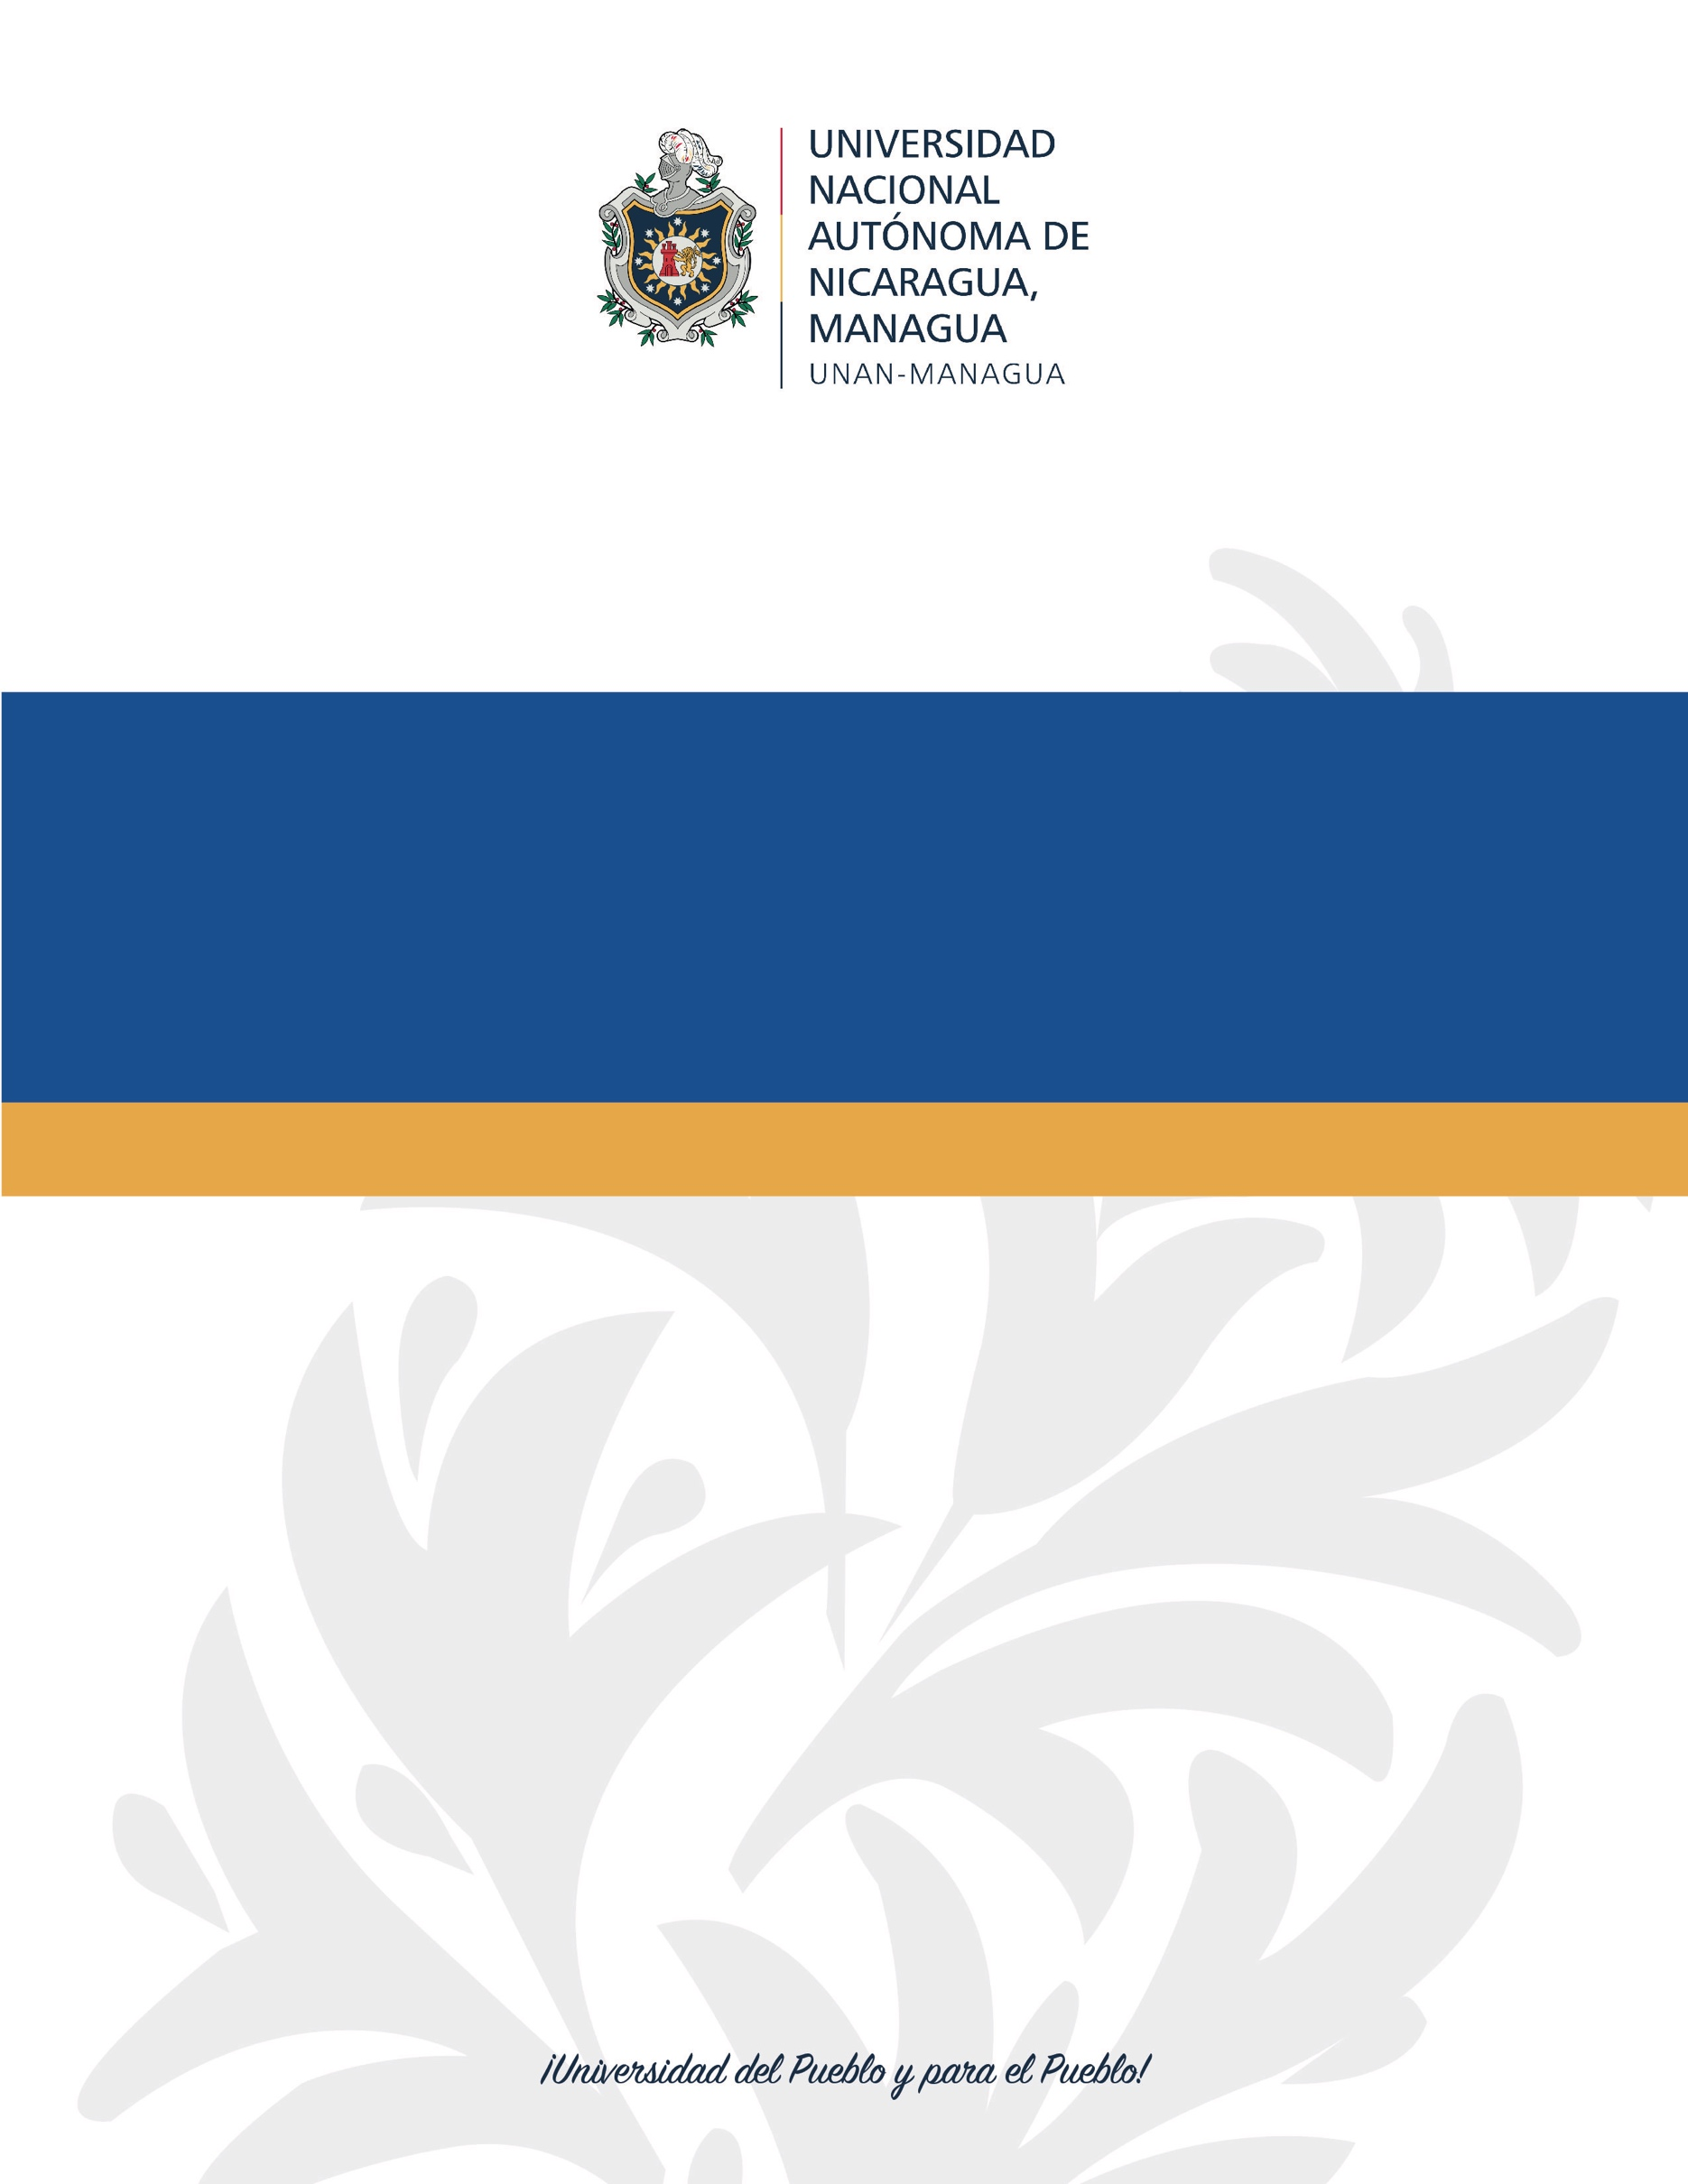 UNIVERSIDAD
NACIONAL
AUTÓNOMA DE
NICARAGUA,
MANAGUA
UNAN-MANAGUA
¡Universidad del Pueblo y para el Pueblo!